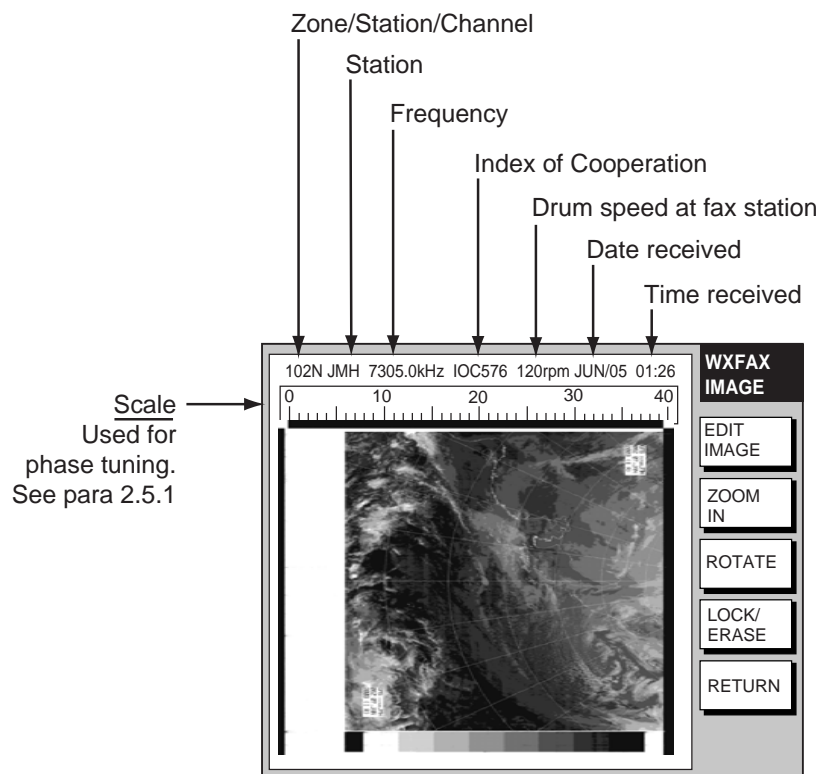 Zone/Station/Channel
Station
Frequency
Index of Cooperation
Drum speed at fax station
Date received
Time received
102N JMH 7305.0kHz IOC576 120rpm JUN/05 01:26
0 10 20 30 40
Scale
Used for
phase tuning.
See para 2.5.1
WXFAX
IMAGE
EDIT
IMAGE
ZOOM
IN
ROTATE
LOCK/
ERASE
RETURN